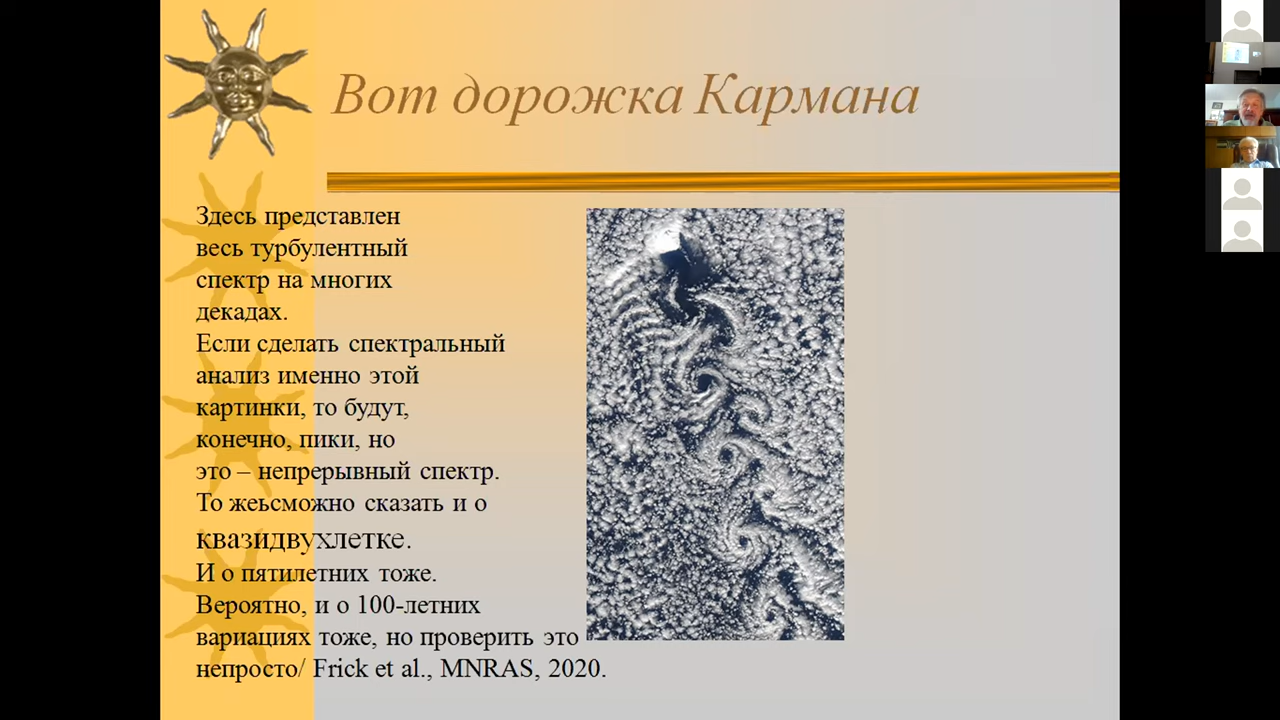 Вот дорожка Кармана
Здесь представлен
весь турбулентный
спектр на многих
декадах.
Если сделать спектральный
анализ именно этой
картинки, то будут,
конечно, пики, но
это – непрерывный спектр.
То жеьсможно сказать и о
квазидвухлетке.
И о пятилетних тоже.
Вероятно, и о 100-летних
вариациях тоже, но проверить это
непросто/ Frick et al., MNRAS, 2020.